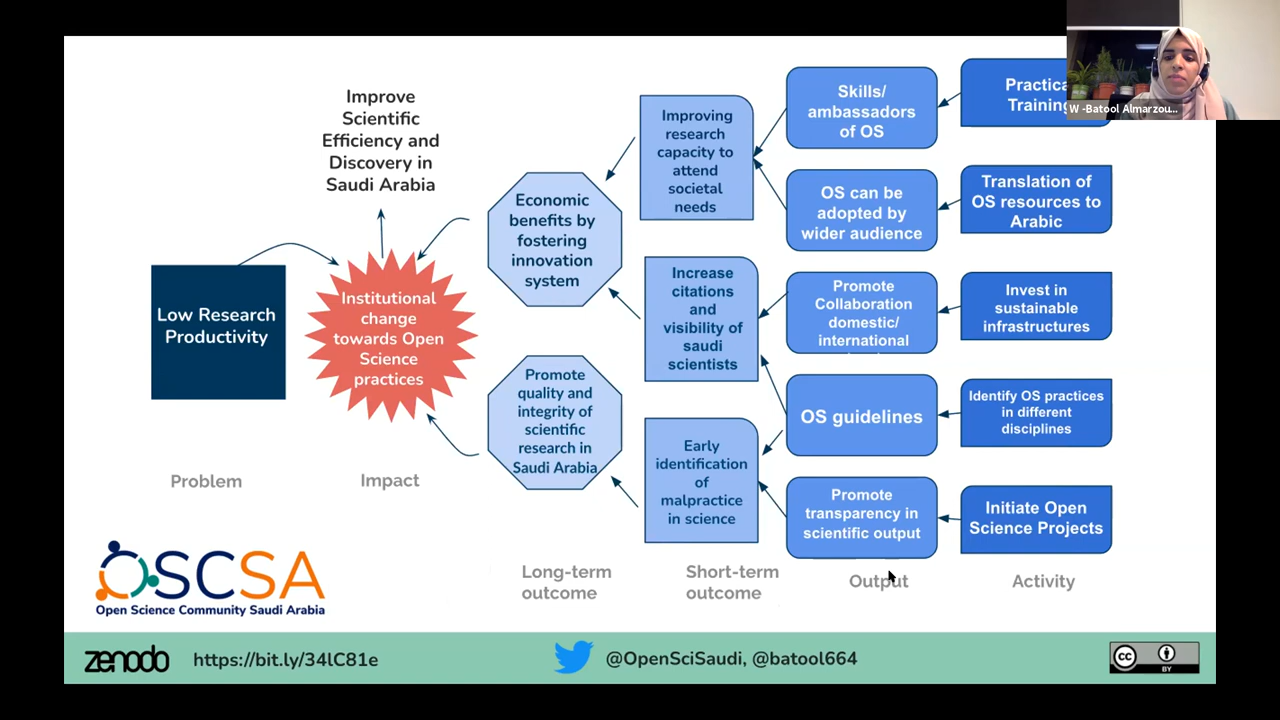 Improve
Scientific
Efficiency and
Discovery in
Saudi Arabia
Low Research
Productivity
Problem
Institutional
change
towards Open
Science
practices
Impact
Economic
benefits by
fostering
innovation
system
Promote
quality and
integrity of
scientific
research in
Saudi Arabia
Long-term
outcome
Improving
research
capacity to
attend
societal
needs
Increase
citations
and
visibility of
saudi
scientists
Early
identification
of
malpractice
in science
Short-term
outcome
Skills/
ambassadors
of OS
OS can be
adopted by
wider audience
Promote
Collaboration
domestic/
international
OS guidelines
Promote
transparency in
scientific output
Output
Practica
Training
Translation of
OS resources to
Arabic
Invest in
sustainable
infrastructures
Identify OS practices
in different
disciplines
Initiate Open
Science Projects
Activity
W -Batool Almarzou...
OSCSA
Open Science Community Saudi Arabia
zenodo
https://bit.ly/34lC81e
@OpenSciSaudi, @batool664
CC
BY